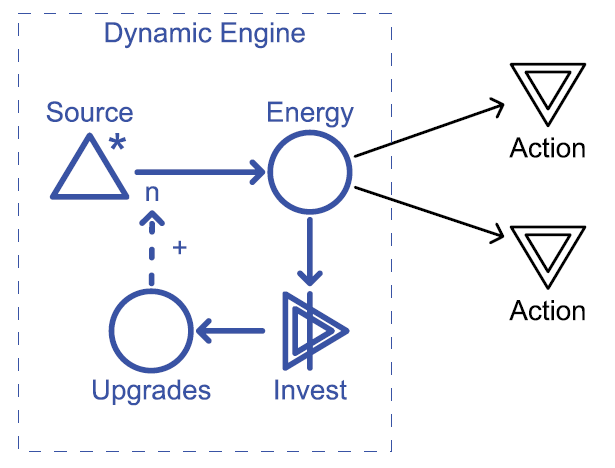 Dynamic Engine
Source
Energy
Action
*
n
+
Action
Upgrades
Invest